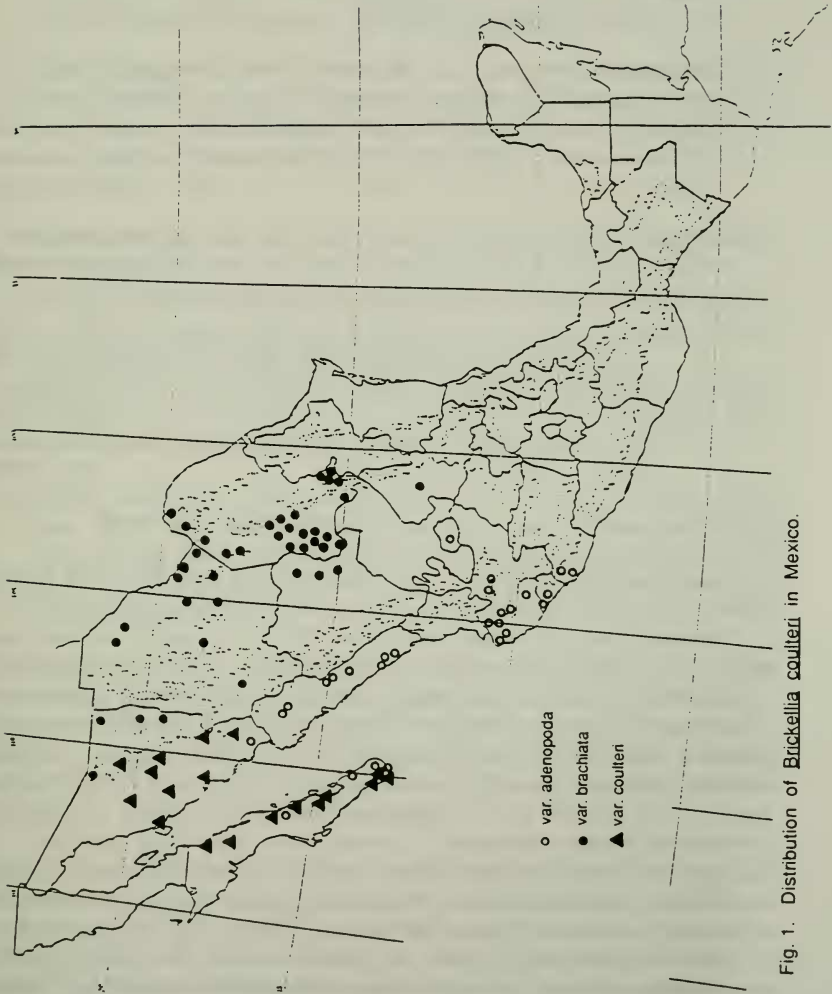 var. adenopoda
var. brachiata
var. coulteri
Fig. 1. Distribution of Brickellia coulteri in Mexico.